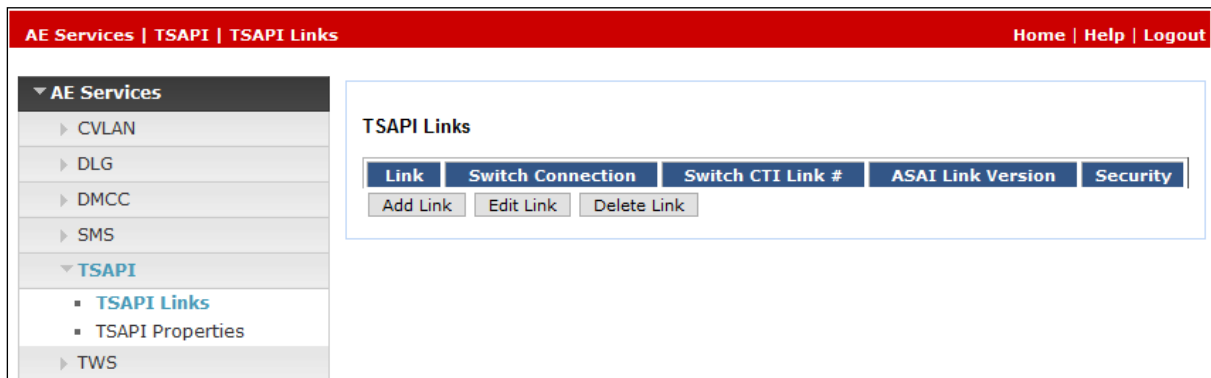 AE Services | TSAPI | TSAPI Links
Home | Help | Logout
AE Services
CVLAN
DLG
DMCC
SMS
TSAPI
TSAPI Links
TSAPI Properties
TWS
TSAPI Links
Link Switch Connection Switch CTI Link # ASAI Link Version Security
Add Link Edit Link Delete Link